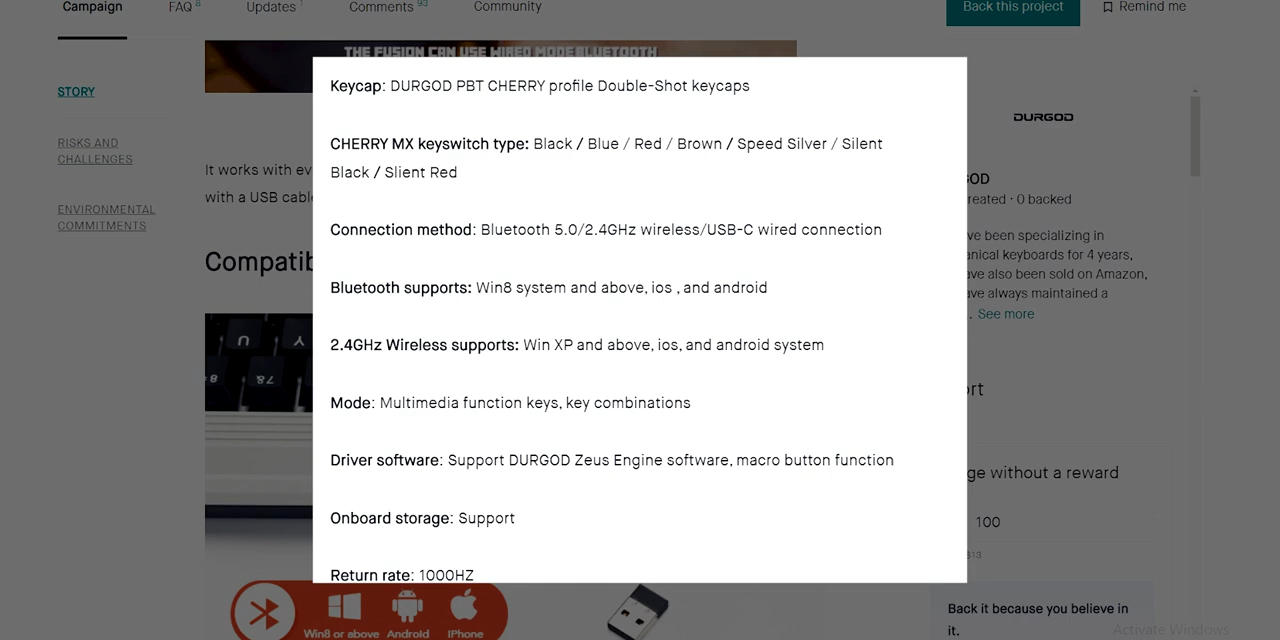 Campaign
FAQ 8
Updates 1
Comments 93
Community
Back this project
Remind me
THE FUSION CAN USE WIRED MODE BLUETOOTH
STORY
RISKS AND
CHALLENGES
ENVIRONMENTAL
COMMITMENTS
It works with ev
with a USB cabl
Compatib
Keycap: DURGOD PBT CHERRY profile Double-Shot keycaps
CHERRY MX keyswitch type: Black / Blue / Red / Brown / Speed Silver / Silent
Black / Slient Red
Connection method: Bluetooth 5.0/2.4GHz wireless/USB-C wired connection
Bluetooth supports: Win8 system and above, ios , and android
2.4GHz Wireless supports: Win XP and above, ios, and android system
Mode: Multimedia function keys, key combinations
Driver software: Support DURGOD Zeus Engine software, macro button function
Onboard storage: Support
Return rate: 1000HZ
DURGOD
GOD
reated · 0 backed
ve been specializing in
anical keyboards for 4 years,
ave also been sold on Amazon,
ave always maintained a
. See more
ort
ge without a reward
100
$13
Back it because you believe in
it.
Win8 or above
Android
iPhone
Activate Windows